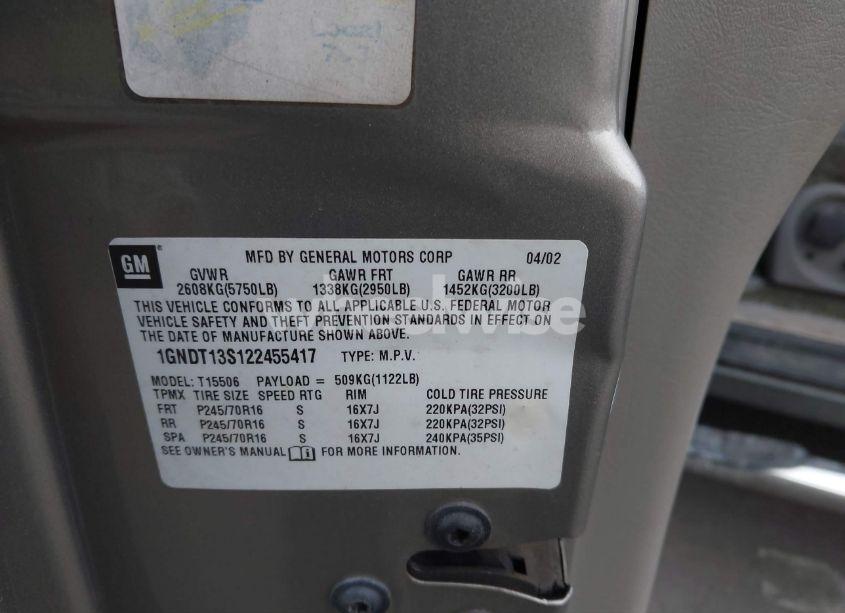 GM
MFD BY GENERAL MOTORS CORP 04/02
GVWR GAWR FRT GAWR RR
2608KG(5750LB) 1338KG(2950LB) 1452KG(3200LB)
THIS VEHICLE CONFORMS TO ALL APPLICABLE U.S. FEDERAL MOTOR
VEHICLE SAFETY AND THEFT PREVENTION STANDARDS IN EFFECT ON
THE DATE OF MANUFACTURE SHOWN ABOVE.
1GNDT13S122455417 TYPE: M.P.V.
MODEL: T15506 PAYLOAD = 509KG(1122LB)
TPMX TIRE SIZE SPEED RTG RIM COLD TIRE PRESSURE
FRT P245/70R16 S 16X7J 220KPA(32PSI)
RR P245/70R16 S 16X7J 220KPA(32PSI)
SPA P245/70R16 S 16X7J 240KPA(35PSI)
SEE OWNER'S MANUAL FOR MORE INFORMATION.